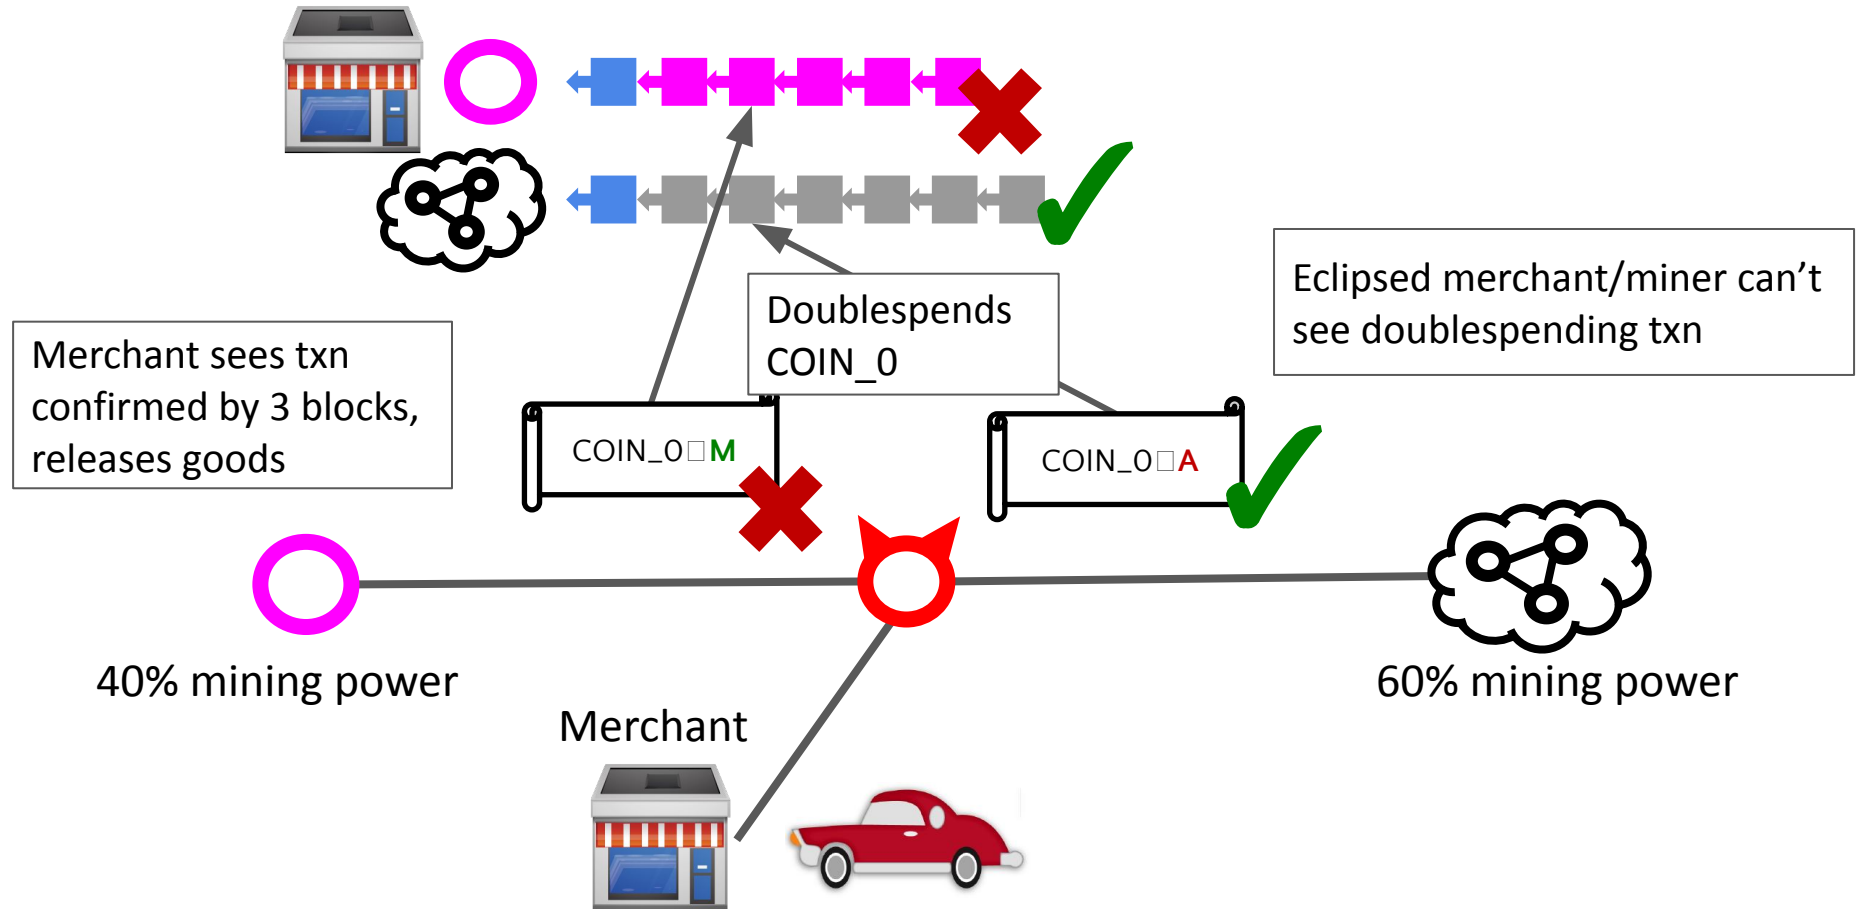 Merchant sees txn
confirmed by 3 blocks,
releases goods
Doublespends
COIN_0
Eclipsed merchant/miner can’t
see doublespending txn
COIN_0□M
COIN_0□A
40% mining power
60% mining power
Merchant